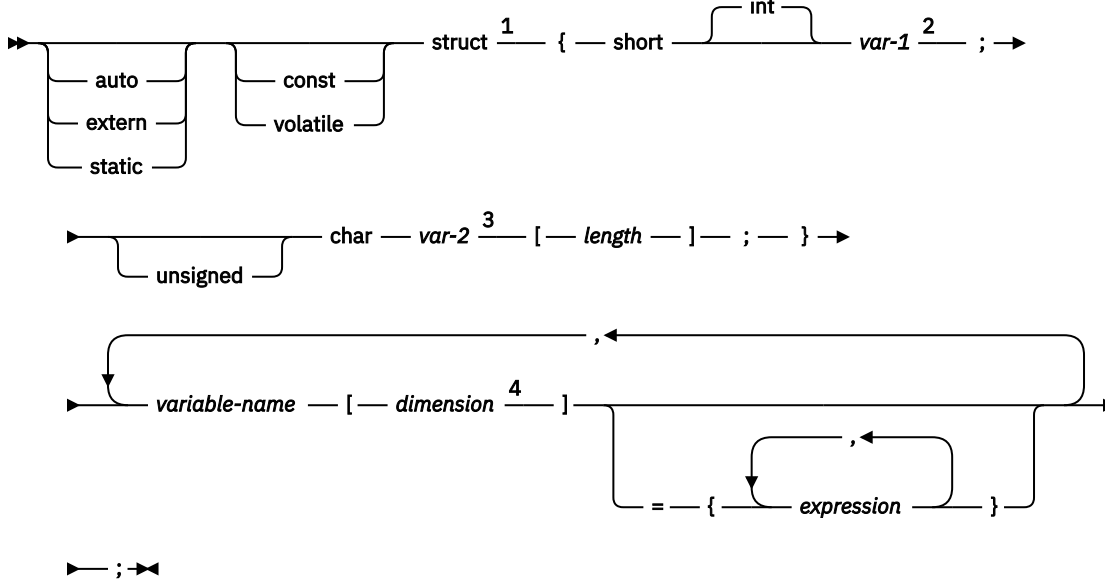 int
struct 1 { short var-1 2 ;
auto const
extern volatile
static
char var-2 3 [ length ] ; }
unsigned
,
variable-name [ dimension 4 ]
,
= { expression }
;